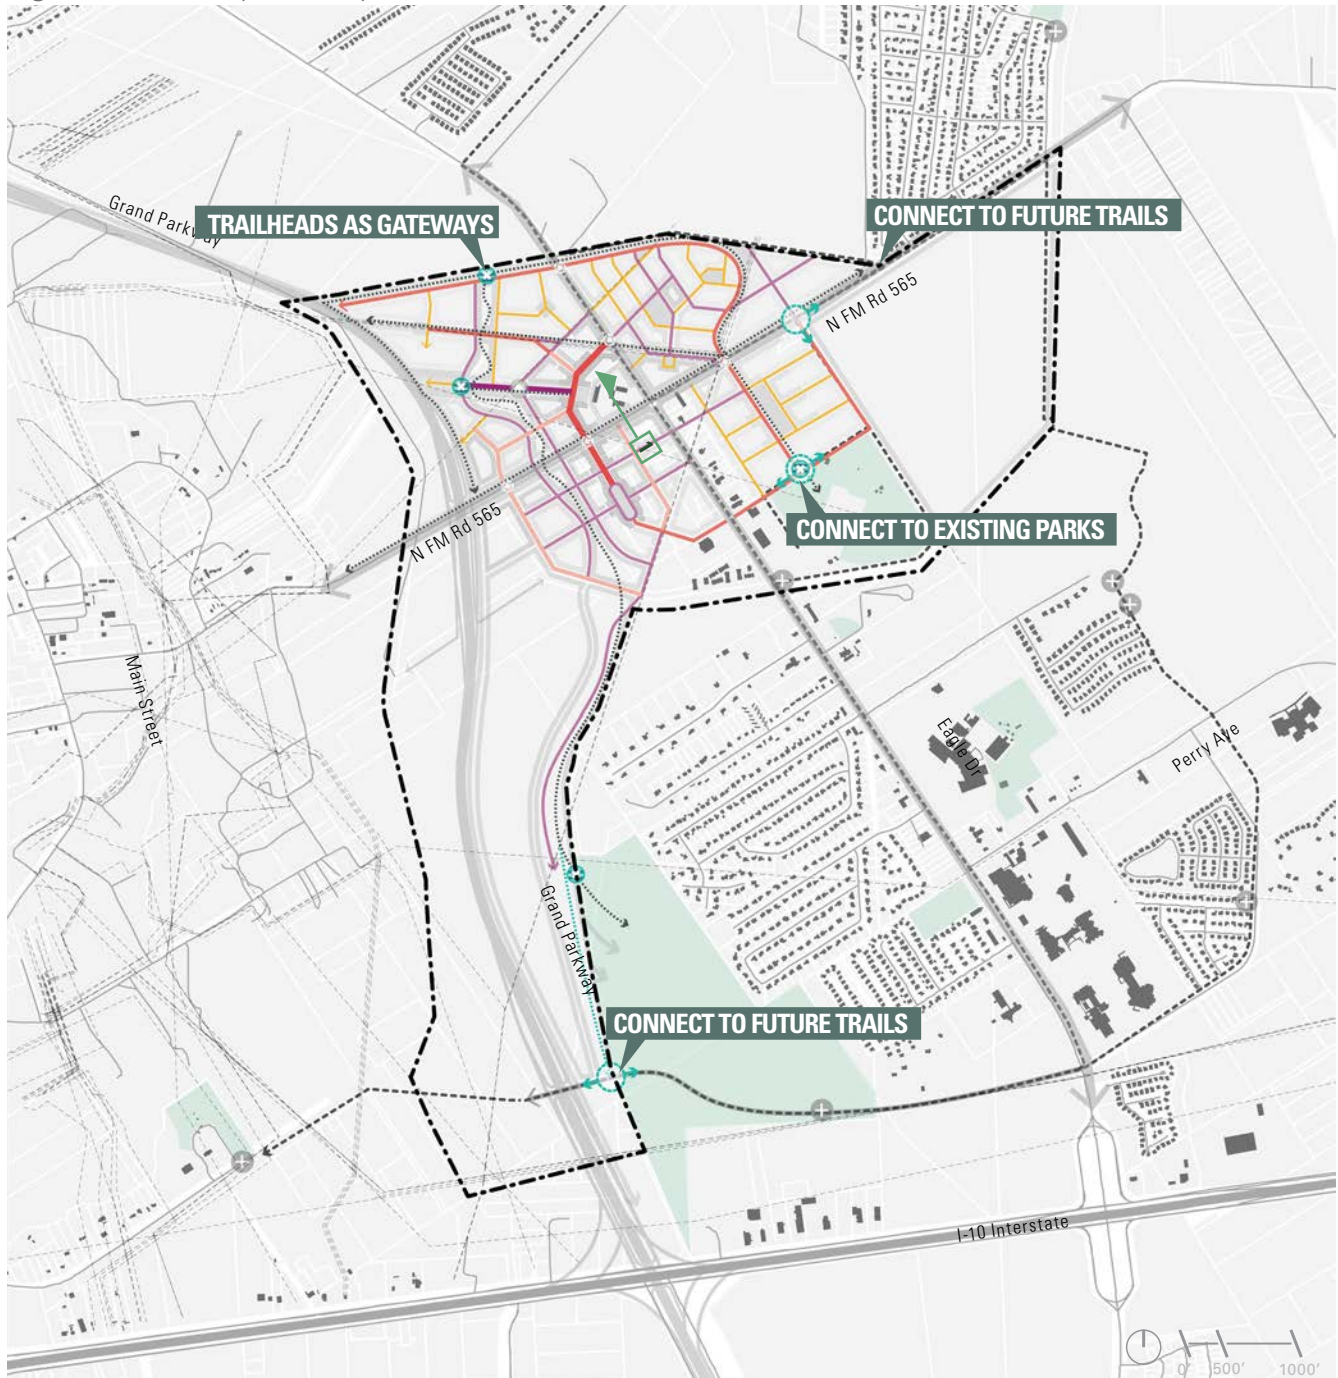 Grand Parkway
TRAILHEADS AS GATEWAYS
CONNECT TO FUTURE TRAILS
N FM Rd 565
1
N FM Rd 565
CONNECT TO EXISTING PARKS
Main Street
Eagle Dr
Perry Ave
Grand Parkway
CONNECT TO FUTURE TRAILS
I-10 Interstate
0' 500' 1000'